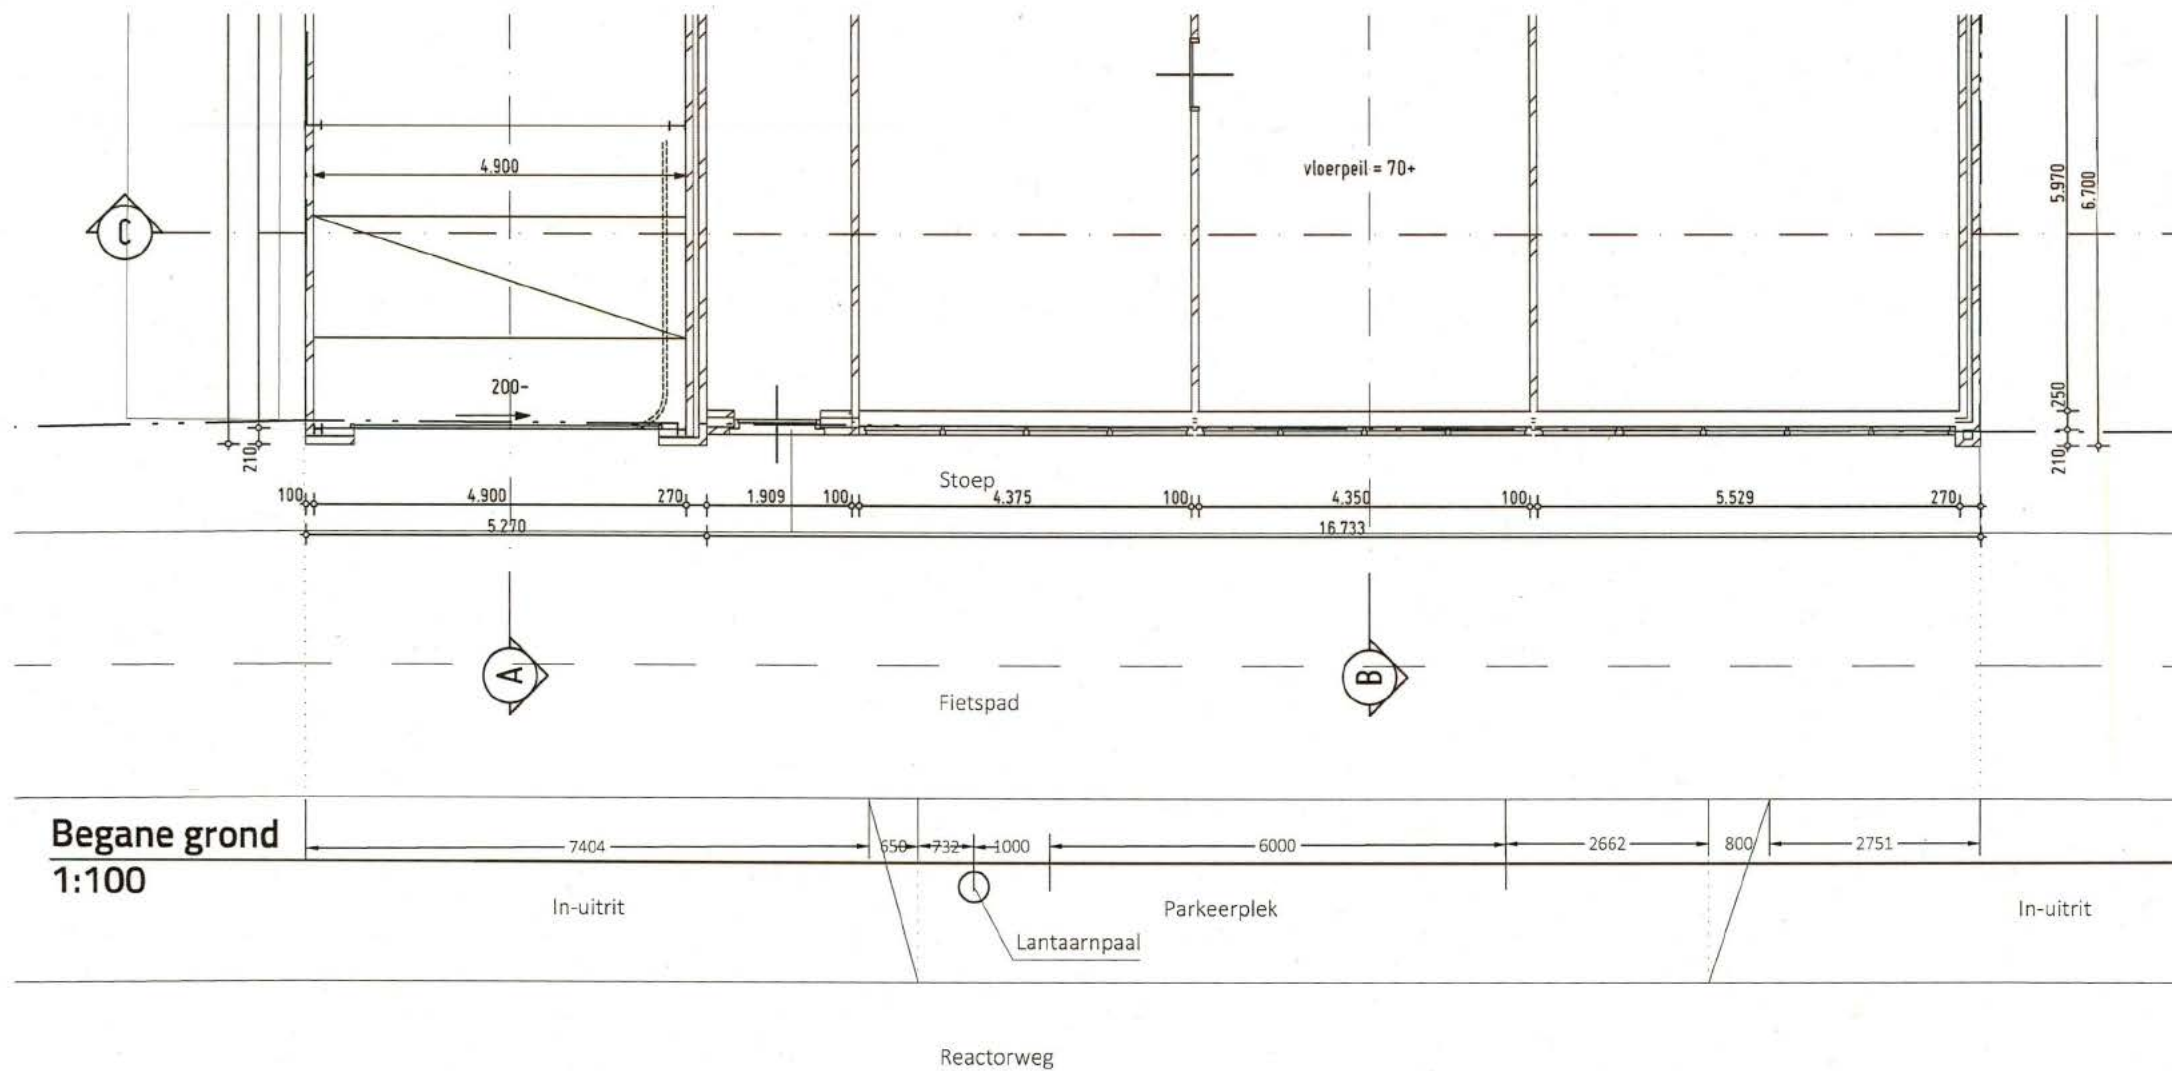 4.900
vloerpeil = 70+
5.970
6.700
C
200-
250
210
210
Stoep
100
4.900
270
1.909
100
4.375
100
4.350
100
5.529
270
5.270
16.733
A
B
Fietspad
Begane grond
1:100
7404
650
732
1000
6000
2662
800
2751
In-uitrit
Parkeerplek
In-uitrit
Lantaarnpaal
Reactorweg